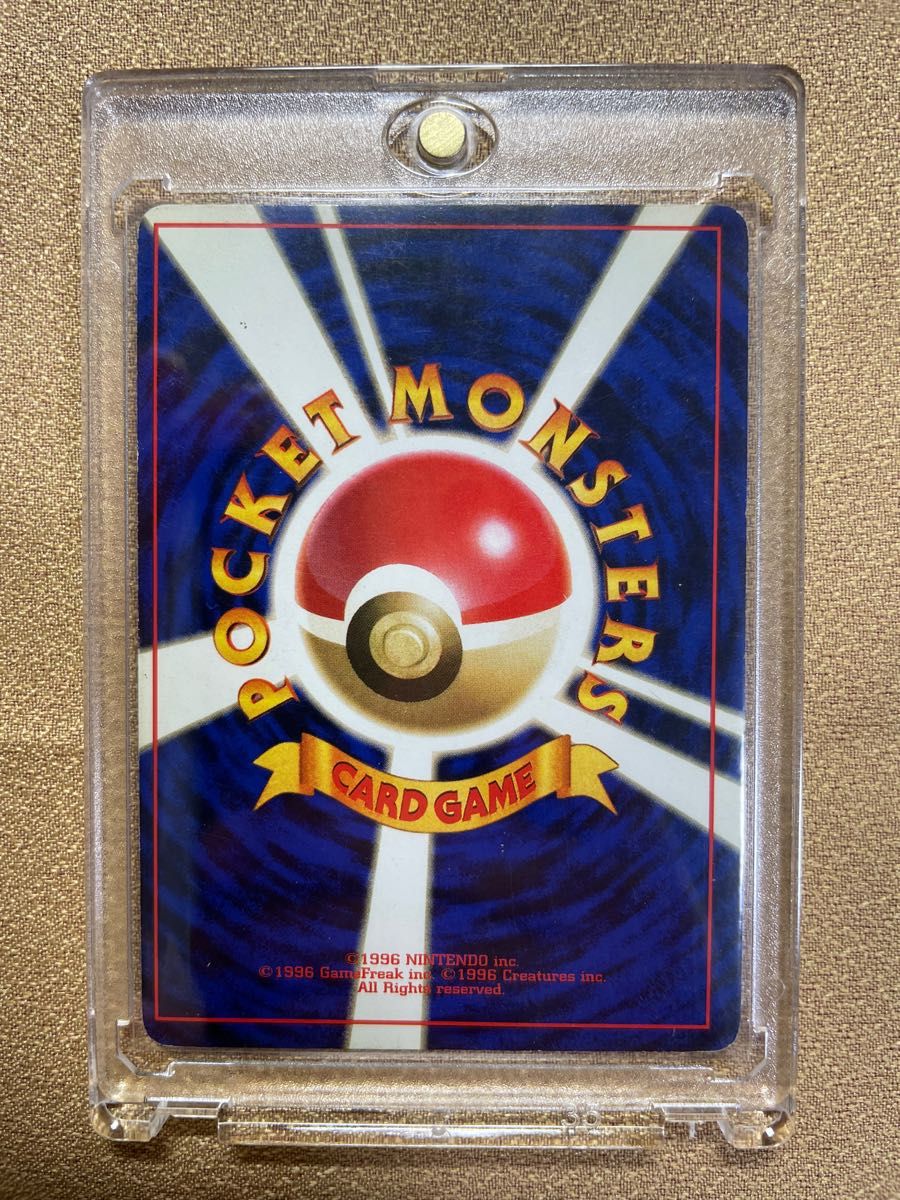 POCKET MONSTERS
CARD GAME
©1996 NINTENDO inc.
©1996 GameFreak inc. ©1996 Creatures inc.
All Rights reserved.